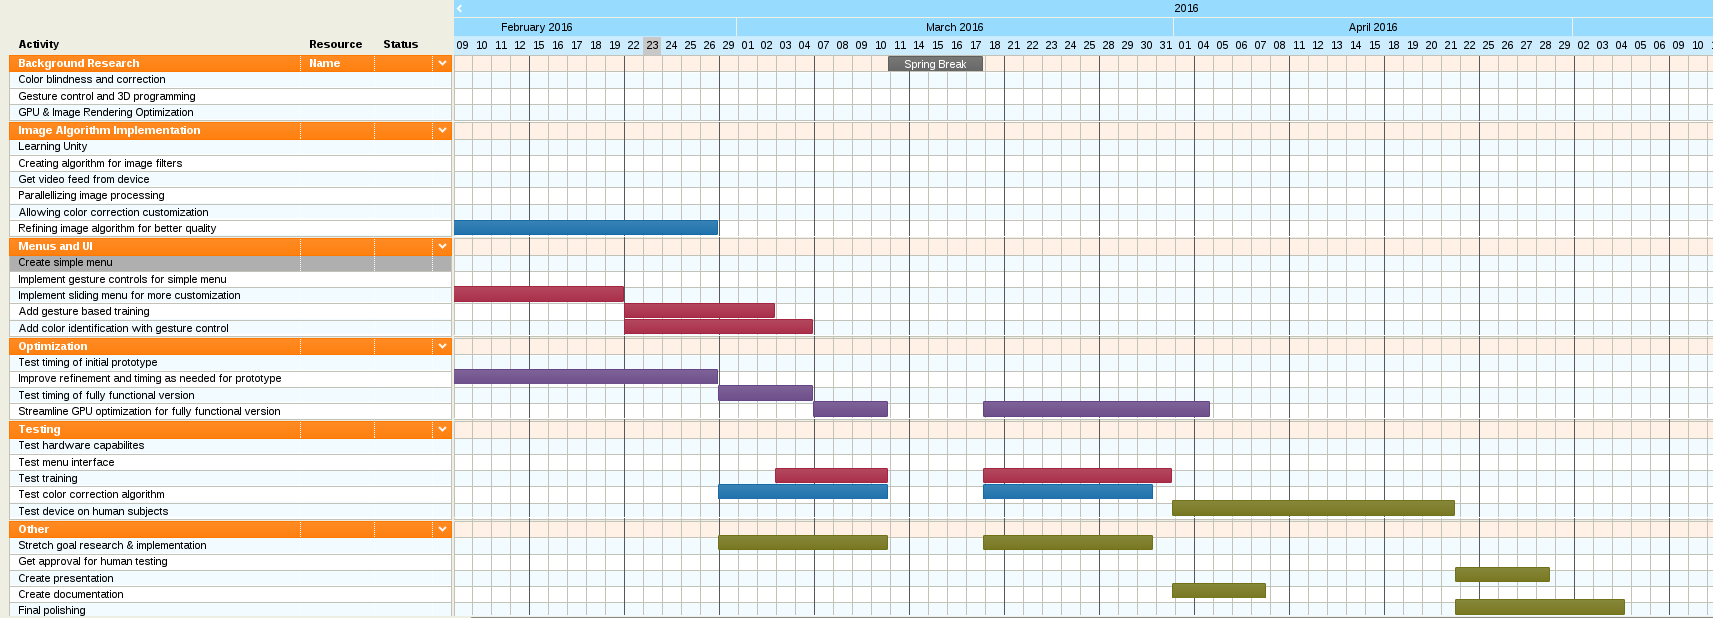 2016
February 2016 March 2016 April 2016
Activity Resource Status 09 10 11 12 15 16 17 18 19 22 23 24 25 26 29 01 02 03 04 07 08 09 10 11 14 15 16 17 18 21 22 23 24 25 28 29 30 31 01 04 05 06 07 08 11 12 13 14 15 18 19 20 21 22 25 26 27 28 29 02 03 04 05 06 09 10
Background Research Name Spring Break
Color blindness and correction
Gesture control and 3D programming
GPU & Image Rendering Optimization
Image Algorithm Implementation
Learning Unity
Creating algorithm for image filters
Get video feed from device
Parallellizing image processing
Allowing color correction customization
Refining image algorithm for better quality
Menus and UI
Create simple menu
Implement gesture controls for simple menu
Implement sliding menu for more customization
Add gesture based training
Add color identification with gesture control
Optimization
Test timing of initial prototype
Improve refinement and timing as needed for prototype
Test timing of fully functional version
Streamline GPU optimization for fully functional version
Testing
Test hardware capabilites
Test menu interface
Test training
Test color correction algorithm
Test device on human subjects
Other
Stretch goal research & implementation
Get approval for human testing
Create presentation
Create documentation
Final polishing